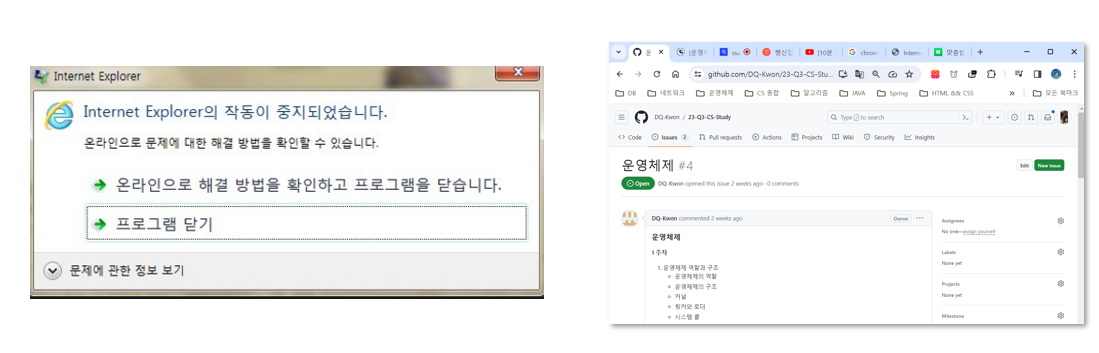 Internet Explorer
Internet Explorer의 작동이 중지되었습니다.
온라인으로 문제에 대한 해결 방법을 확인할 수 있습니다.
온라인으로 해결 방법을 확인하고 프로그램을 닫습니다.
프로그램 닫기
문제에 관한 정보 보기
운
[운영체
[10분
chrom
Intern
맞춤법
github.com/DQ-Kwon/23-Q3-CS-Stu...
DB
네트워크
운영체제
CS 종합
알고리즘
JAVA
Spring
HTML && CSS
»
모든 북마크
DQ-Kwon / 23-Q3-CS-Study
Type / to search
Code
Issues 2
Pull requests
Actions
Projects
Wiki
Security
Insights
운영체제 #4
Edit
New issue
Open
DQ-Kwon opened this issue 2 weeks ago · 0 comments
DQ-Kwon commented 2 weeks ago
Owner
운영체제
1 주차
1. 운영체제 역할과 구조
운영체제의 역할
운영체제의 구조
커널
링커와 로더
시스템 콜
Assignees
No one—assign yourself
Labels
None yet
Projects
None yet
Milestone